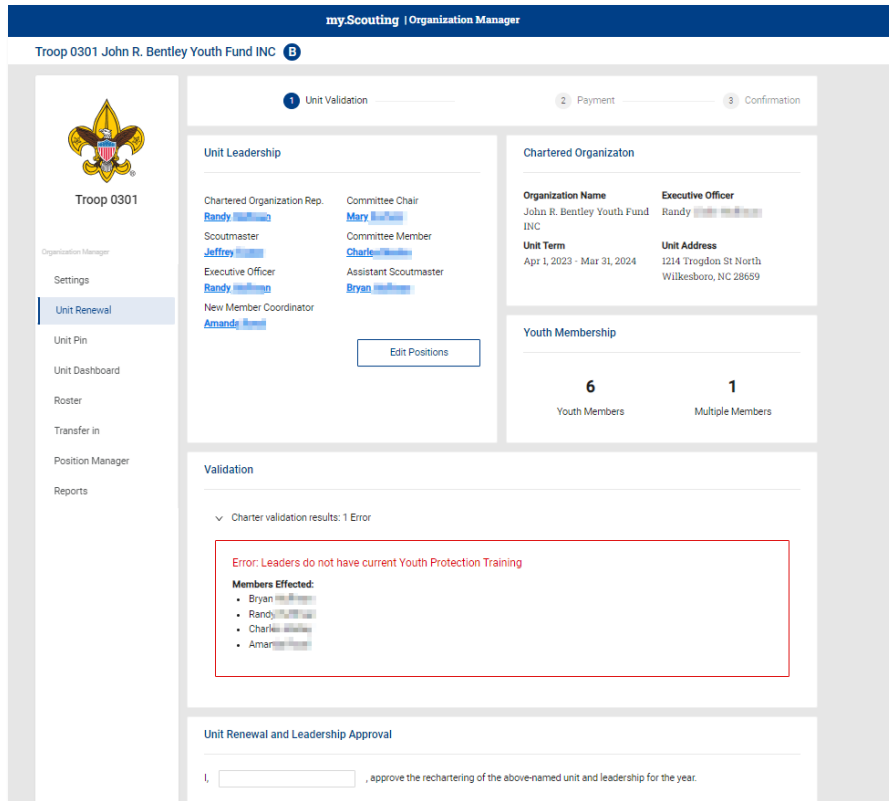 my.Scouting | Organization Manager
Troop 0301 John R. Bentley Youth Fund INC B
Troop 0301
Organization Manager
Settings
Unit Renewal
Unit Pin
Unit Dashboard
Roster
Transfer in
Position Manager
Reports
1 Unit Validation
2 Payment
3 Confirmation
Unit Leadership
Chartered Organization Rep.
Randy
Committee Chair
Mary
Scoutmaster
Jeffrey
Committee Member
Charles
Executive Officer
Randy
Assistant Scoutmaster
Bryan
New Member Coordinator
Amanda
Edit Positions
Chartered Organizaton
Organization Name
John R. Bentley Youth Fund
INC
Executive Officer
Randy
Unit Term
Apr 1, 2023 - Mar 31, 2024
Unit Address
1214 Trogdon St North
Wilkesboro, NC 28659
Youth Membership
6
Youth Members
1
Multiple Members
Validation
Charter validation results: 1 Error
Error: Leaders do not have current Youth Protection Training
Members Effected:
• Bryan
• Randy
• Charles
• Aman
Unit Renewal and Leadership Approval
I, , approve the rechartering of the above-named unit and leadership for the year.